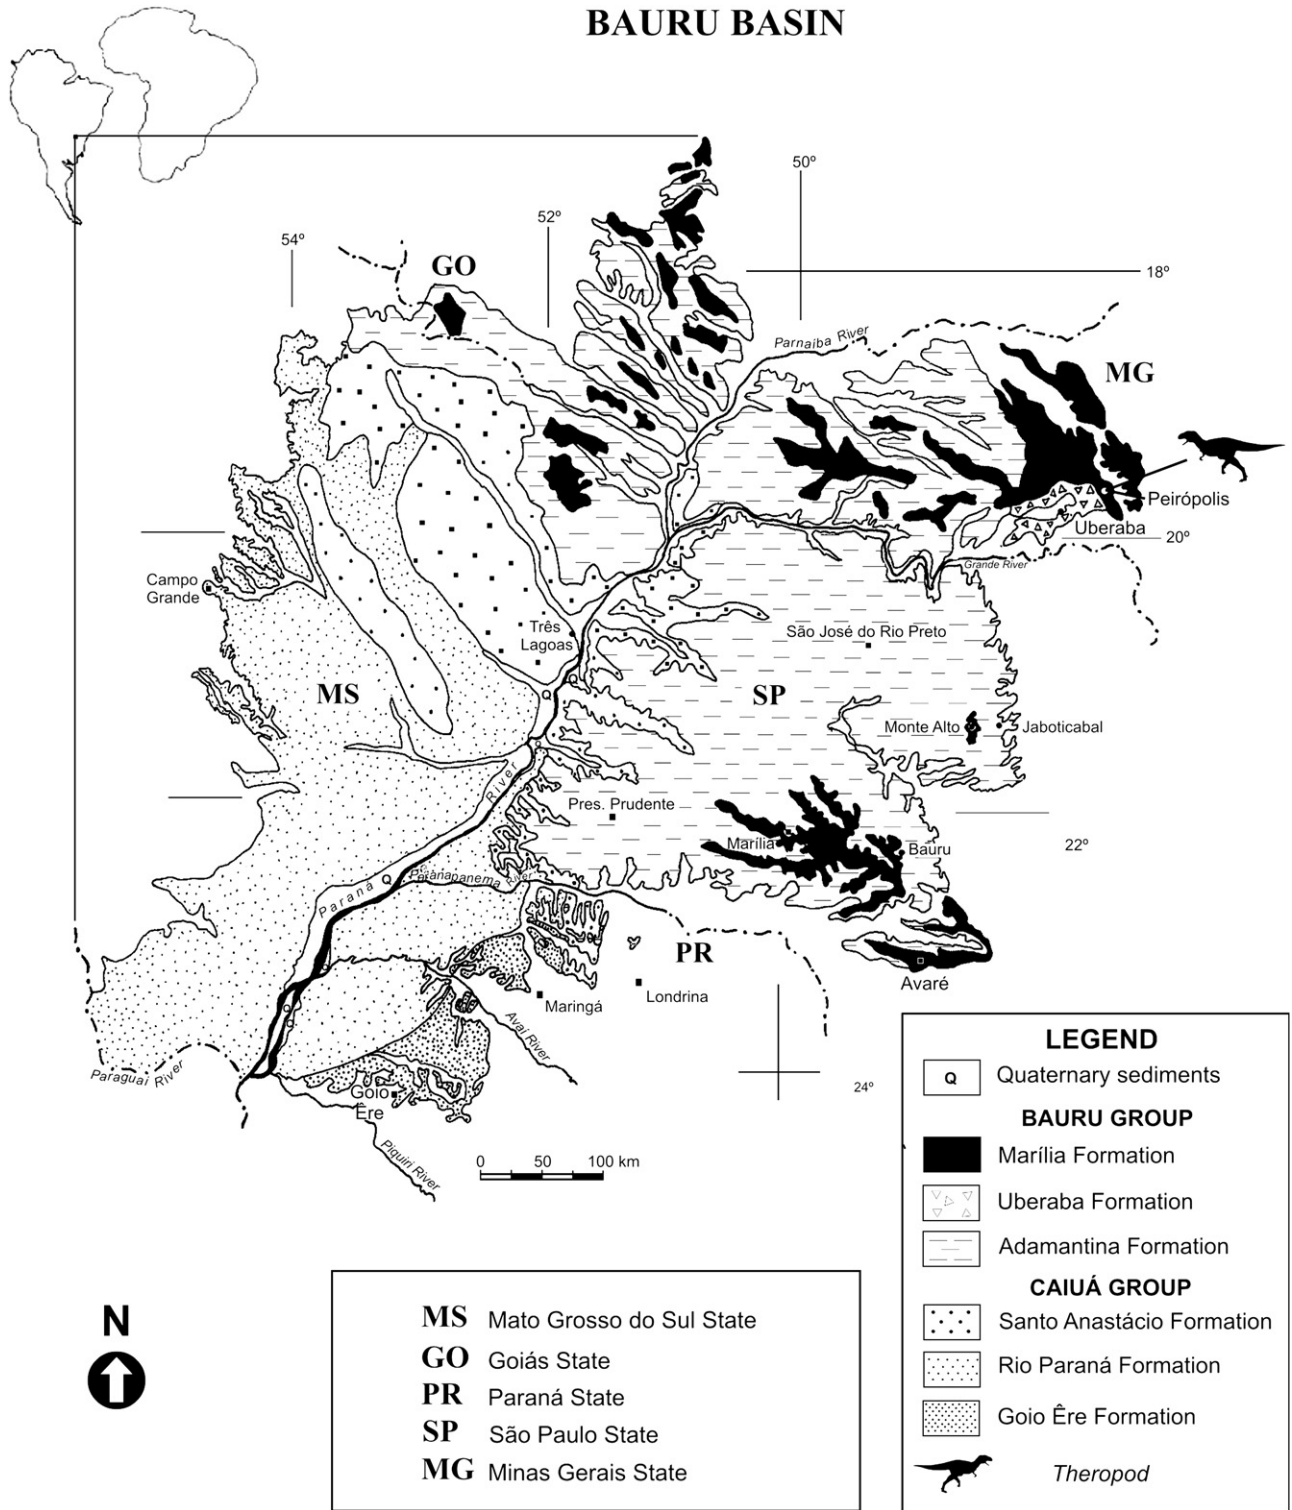 BAURU BASIN
50º
52º
54º
GO
18º
Parnaiba River
MG
Peirópolis
Uberaba
20º
Grande River
Campo
Grande
Três
Lagoas
São José do Rio Preto
MS
Q
Q
SP
Monte Alto
Jaboticabal
Pres. Prudente
Marília
Bauru
22º
Paraná
River
Q
Paranapanema River
PR
Avaré
Maringá
Londrina
Avaí River
Paraguai River
Goio
Êre
24º
Piquiri River
0 50 100 km
LEGEND
Q Quaternary sediments
BAURU GROUP
Marília Formation
Uberaba Formation
Adamantina Formation
CAIUÁ GROUP
Santo Anastácio Formation
Rio Paraná Formation
Goio Êre Formation
Theropod
N
MS Mato Grosso do Sul State
GO Goiás State
PR Paraná State
SP São Paulo State
MG Minas Gerais State